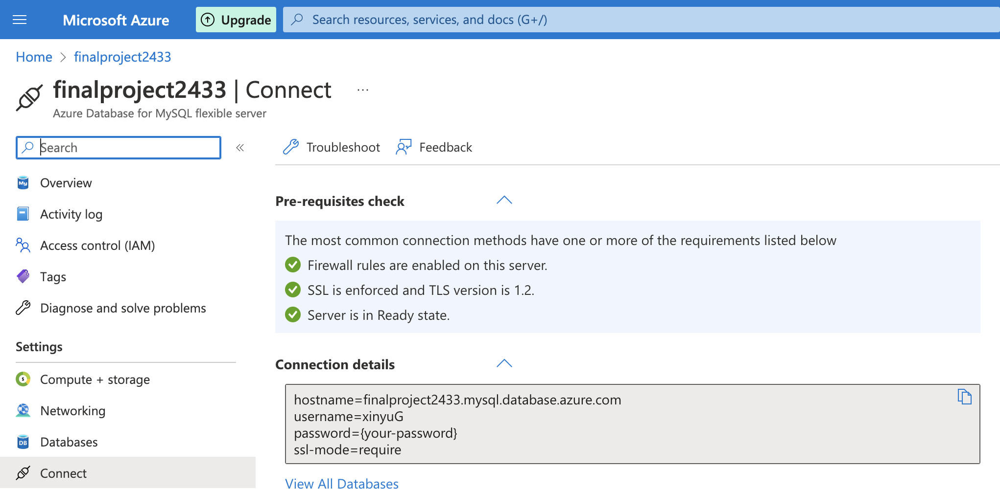 Microsoft Azure
Upgrade
Search resources, services, and docs (G+/)
Home > finalproject2433
finalproject2433 | Connect ...
Azure Database for MySQL flexible server
Search
«
Troubleshoot
Feedback
Overview
Activity log
Access control (IAM)
Tags
Diagnose and solve problems
Settings
Compute + storage
Networking
Databases
Connect
Pre-requisites check
The most common connection methods have one or more of the requirements listed below
Firewall rules are enabled on this server.
SSL is enforced and TLS version is 1.2.
Server is in Ready state.
Connection details
hostname=finalproject2433.mysql.database.azure.com
username=xinyuG
password={your-password}
ssl-mode=require
View All Databases